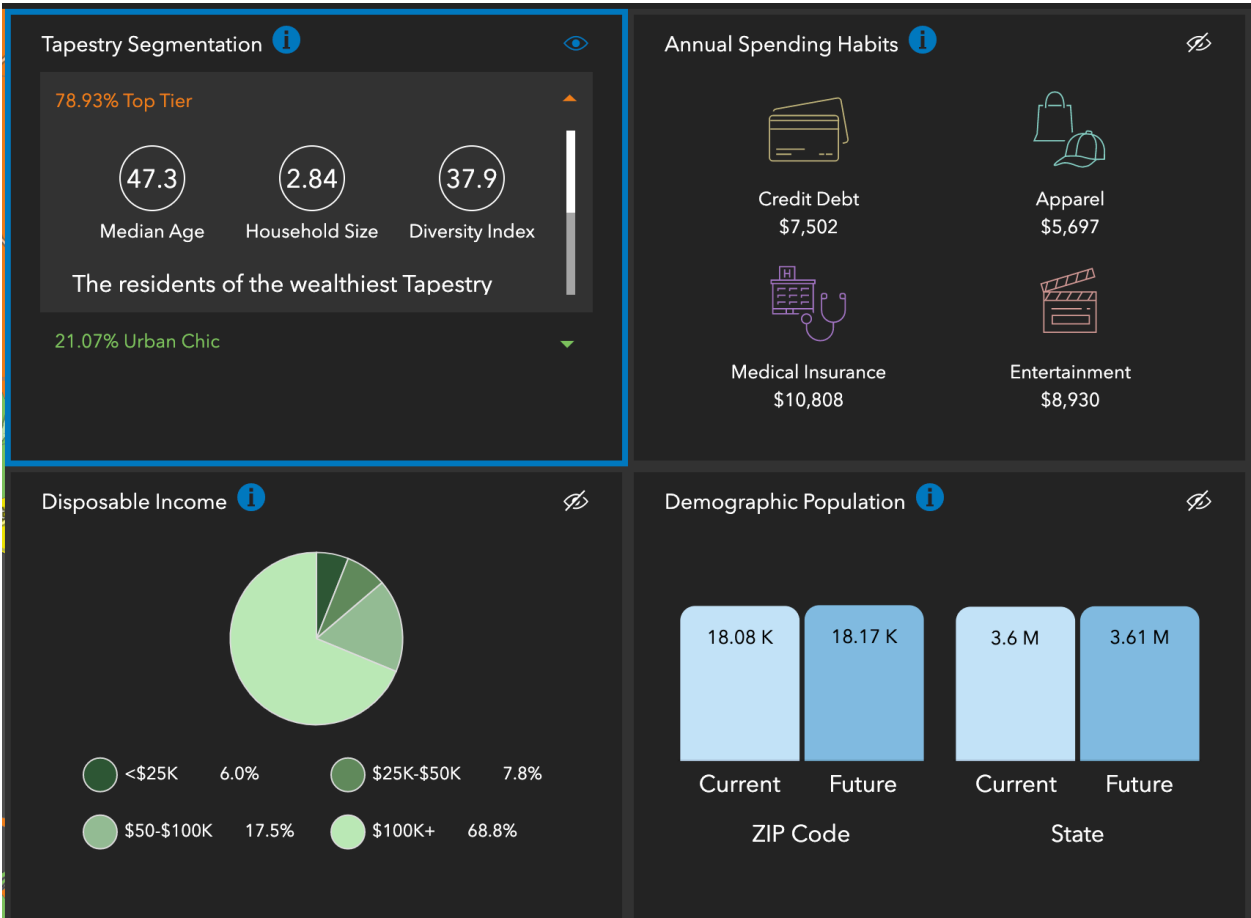 Tapestry Segmentation i
78.93% Top Tier
47.3 2.84 37.9
Median Age Household Size Diversity Index
The residents of the wealthiest Tapestry
21.07% Urban Chic
Annual Spending Habits i
Credit Debt
$7,502
Apparel
$5,697
H
Medical Insurance
$10,808
Entertainment
$8,930
Disposable Income i
<$25K 6.0% $25K-$50K 7.8%
$50-$100K 17.5% $100K+ 68.8%
Demographic Population i
18.08 K 18.17 K 3.6 M 3.61 M
Current Future Current Future
ZIP Code State